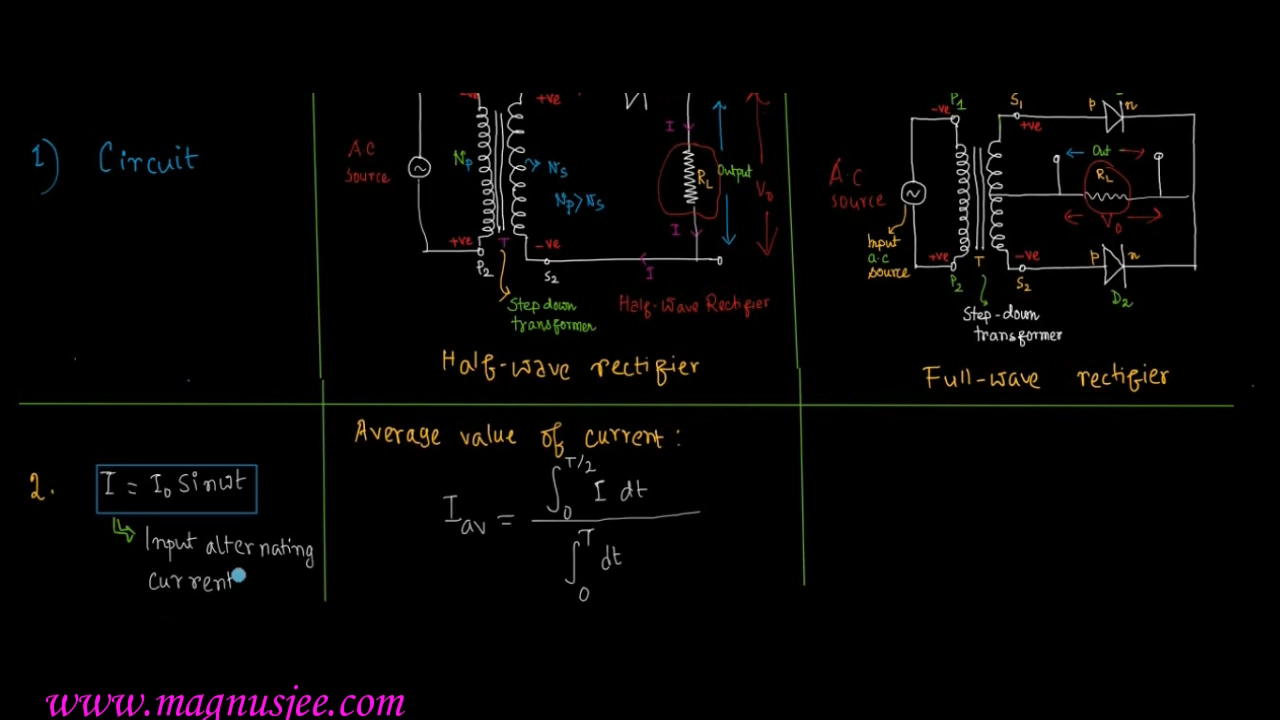 1) Circuit
AC
source
-ve
+ve
Np
Ns
Np>Ns
I
RL
Output
V0
I
+ve
T
-ve
P2
S2
I
Step down
transformer
Half-wave Rectifier
Half-wave rectifier
P1
S1
-ve
+ve
P n
Out
RL
A.C
source
V0
Input
a.c
source
+ve
T
-ve
P n
P2
S2
D2
Step-down
transformer
Full-wave rectifier
2. I = I0 Sinωt
Input alternating
current
Average value of current:
Iav = ∫0 T/2 I dt
∫0 T dt
www.magnusjee.com